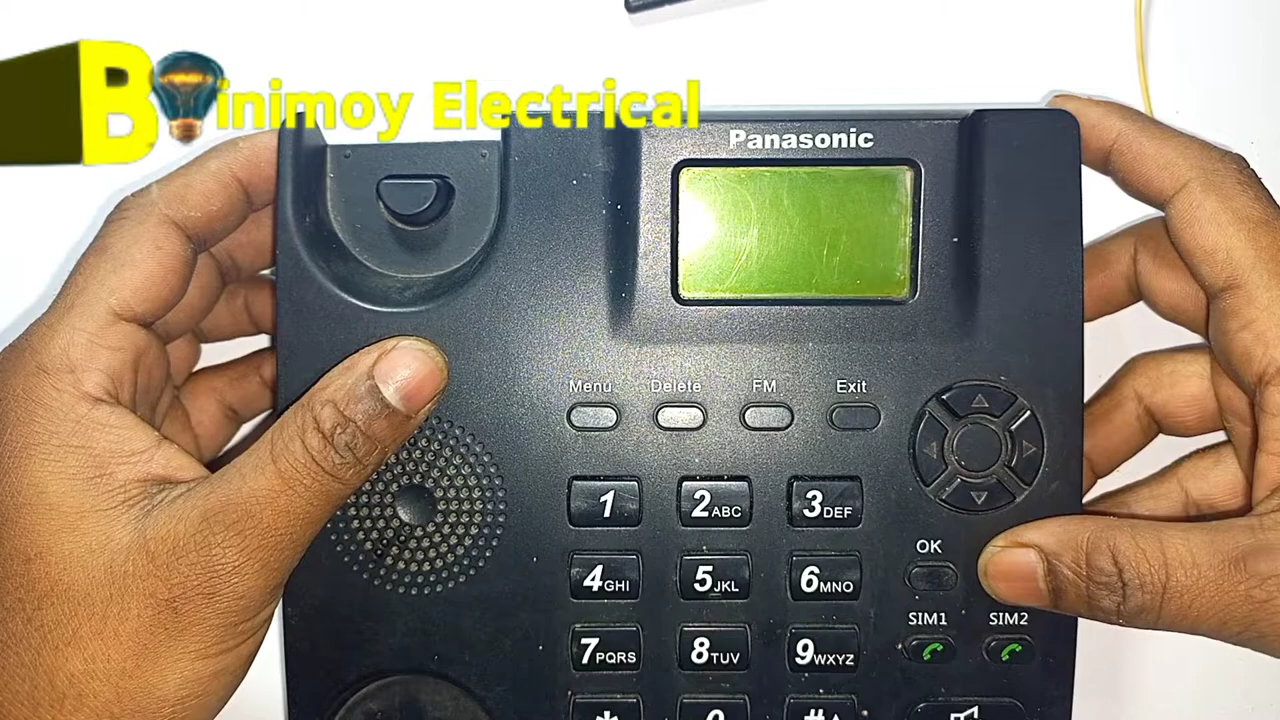 Binimoy Electrical
Panasonic
Menu Delete FM Exit
1 2ABC 3DEF
OK
4GHI 5JKL 6MNO
SIM1 SIM2
7PQRS 8TUV 9WXYZ
* 0 #